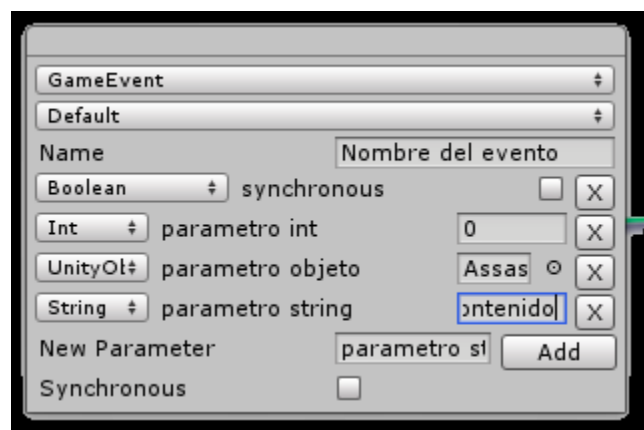 GameEvent
Default
Name Nombre del evento
Boolean synchronous X
Int parametro int 0 X
UnityOb parametro objeto Assas X
String parametro string ontenido X
New Parameter parametro st Add
Synchronous